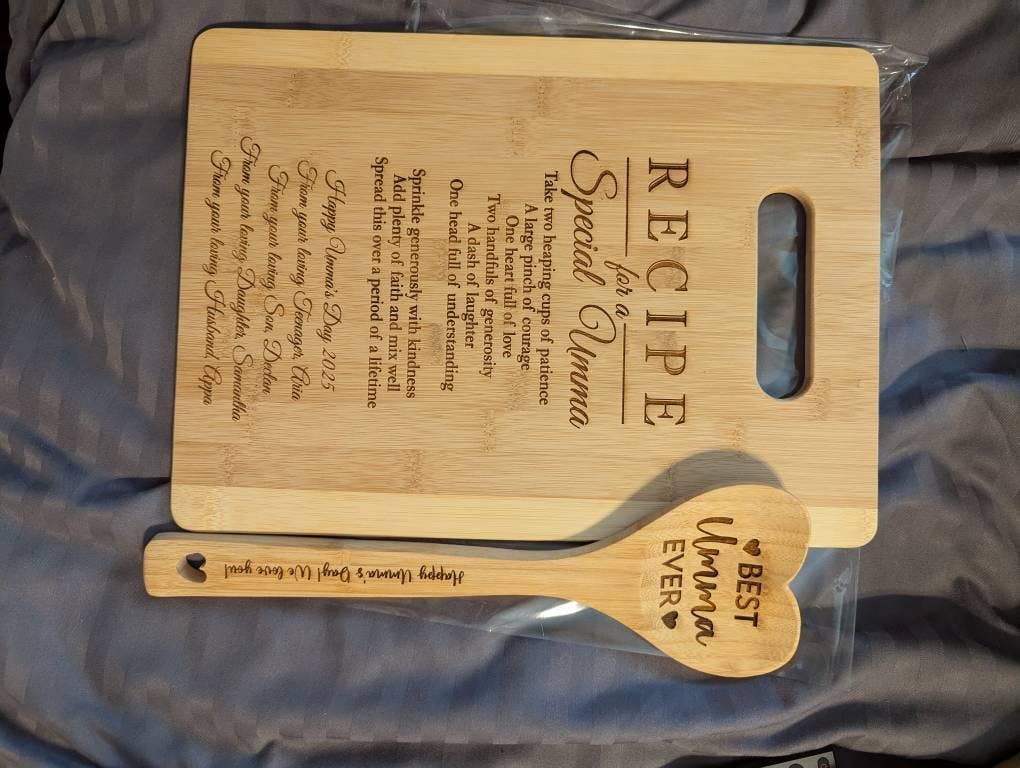 RECIPE
for a
Special Umma
Take two heaping cups of patience
A large pinch of courage
One heart full of love
Two handfuls of generosity
A dash of laughter
One head full of understanding
Sprinkle generously with kindness
Add plenty of faith and mix well
Spread this over a period of a lifetime
Happy Umma's Day 2025
From your loving Teenager, Aria
From your loving Son, Declan
From your loving Daughter, Samantha
From your loving Husband, Appa
BEST
Umma
EVER
Happy Umma's Day! We love you!